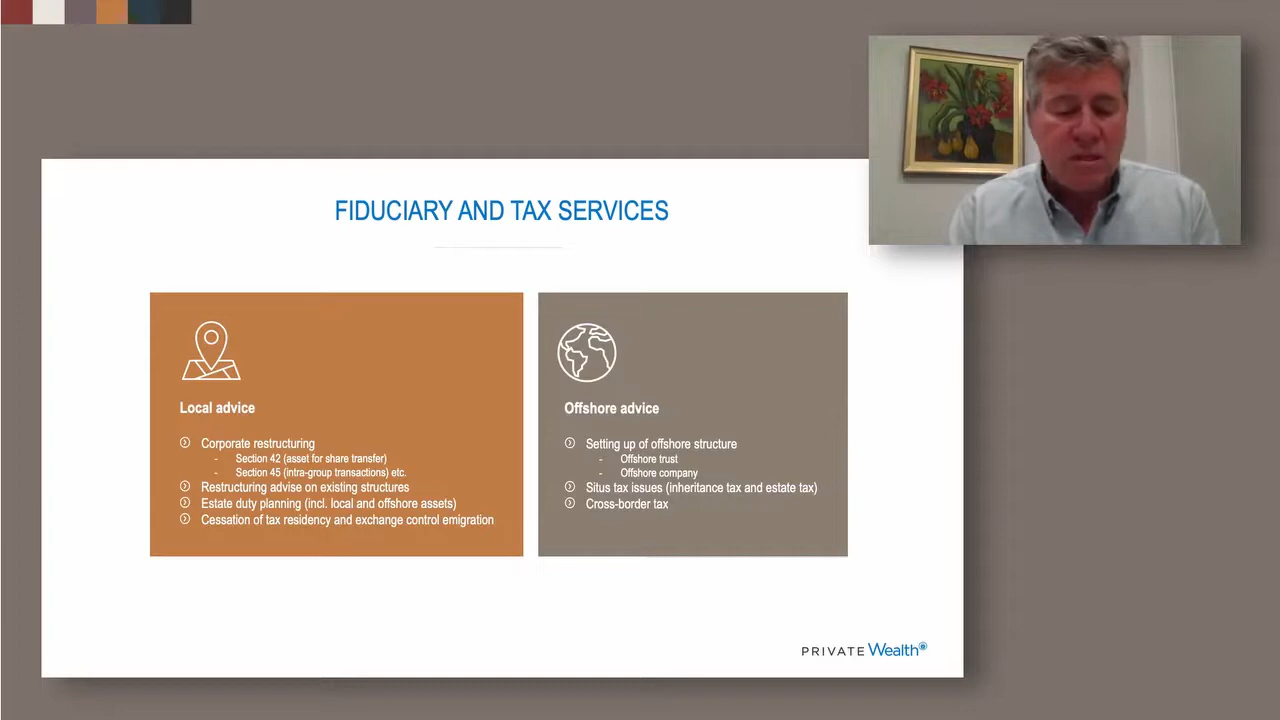 FIDUCIARY AND TAX SERVICES
Local advice
Corporate restructuring
- Section 42 (asset for share transfer)
- Section 45 (intra-group transactions) etc.
Restructuring advise on existing structures
Estate duty planning (incl. local and offshore assets)
Cessation of tax residency and exchange control emigration
Offshore advice
Setting up of offshore structure
- Offshore trust
- Offshore company
Situs tax issues (inheritance tax and estate tax)
Cross-border tax
PRIVATE Wealth